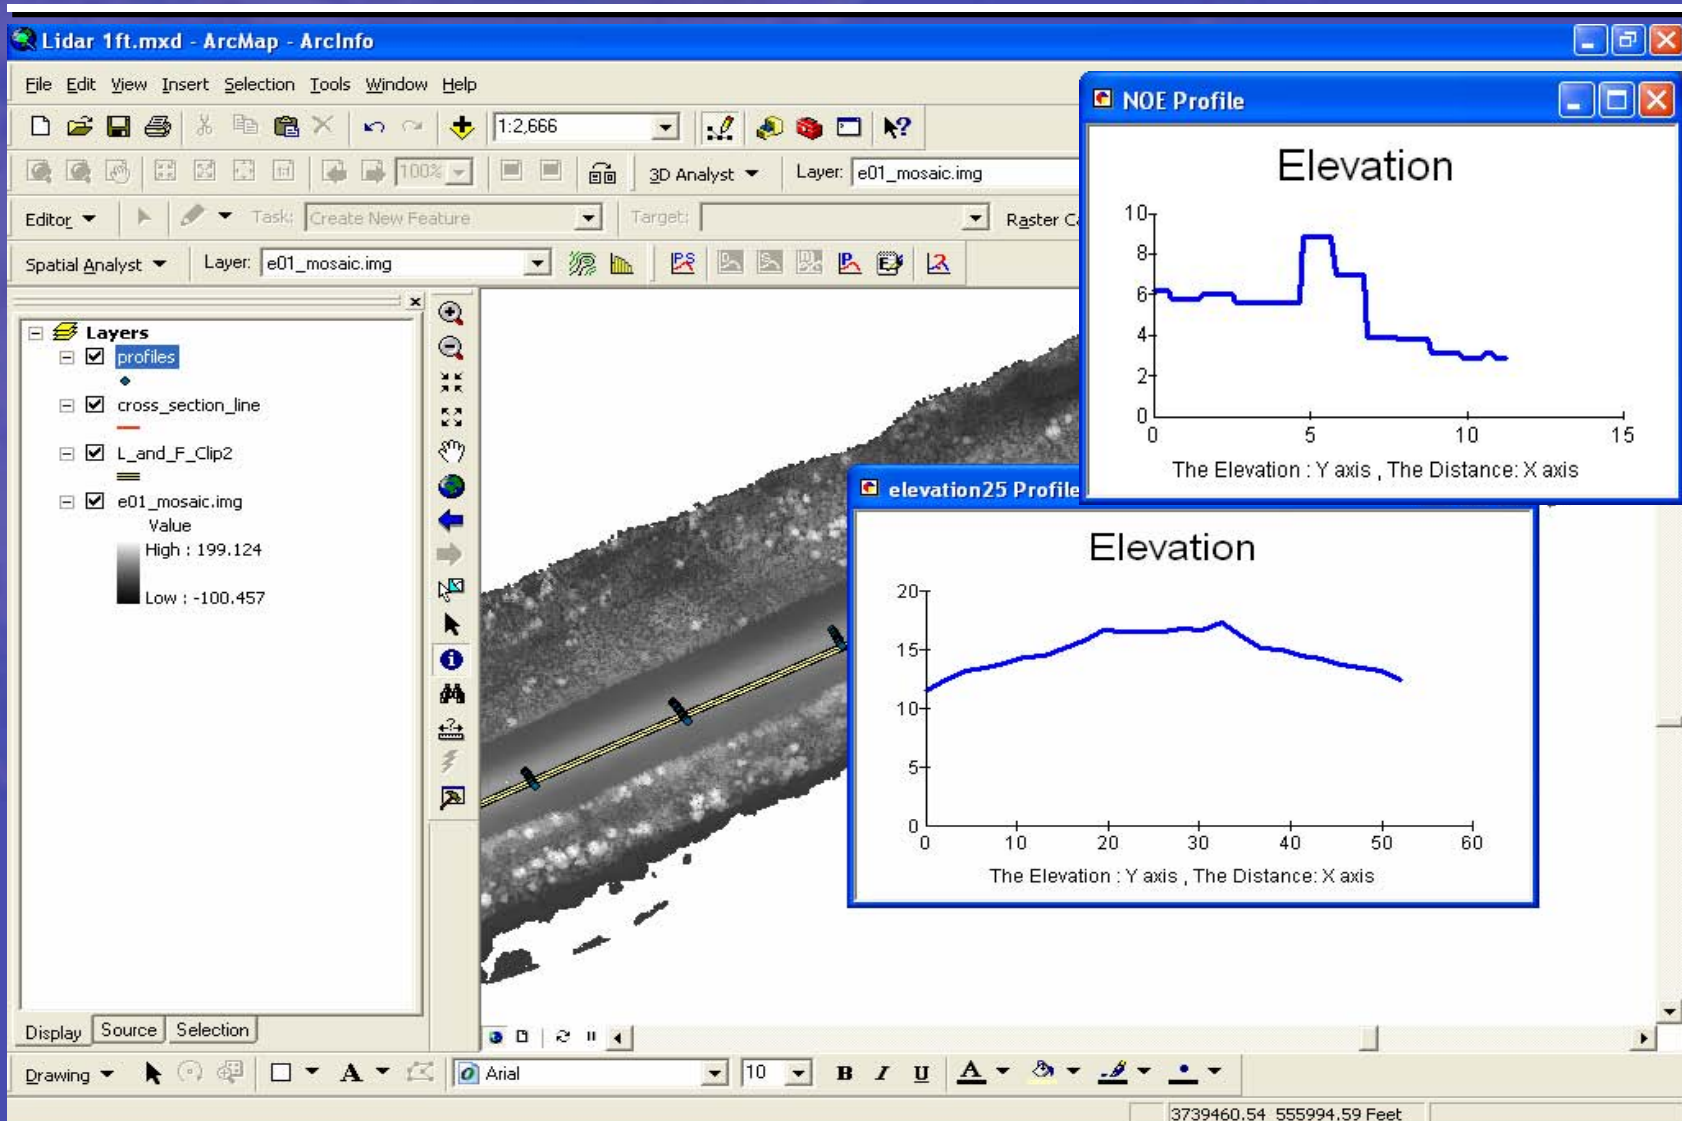 Lidar 1ft.mxd - ArcMap - ArcInfo
File Edit View Insert Selection Tools Window Help
1:2,666
100%
3D Analyst Layer: e01_mosaic.img
Editor Task: Create New Feature Target: Raster Ca
Spatial Analyst Layer: e01_mosaic.img
Layers
profiles
cross_section_line
L_and_F_Clip2
e01_mosaic.img
Value
High : 199.124
Low : -100.457
Display Source Selection
NOE Profile
Elevation
10
8
6
4
2
0
0 5 10 15
The Elevation : Y axis , The Distance: X axis
elevation25 Profile
Elevation
20
15
10
5
0
0 10 20 30 40 50 60
The Elevation : Y axis , The Distance: X axis
Drawing A Arial 10 B I U A
3739460.54 555994.59 Feet